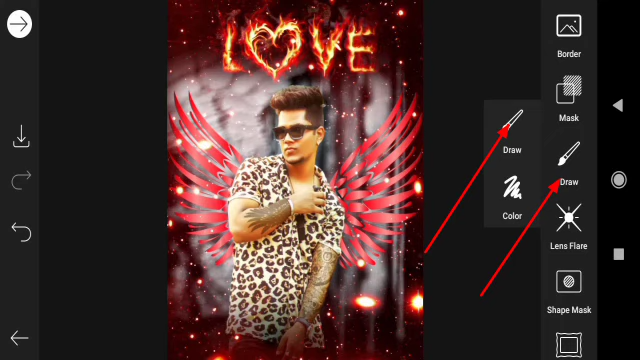 LOVE
Border
Mask
Draw
Draw
Color
Lens Flare
Shape Mask